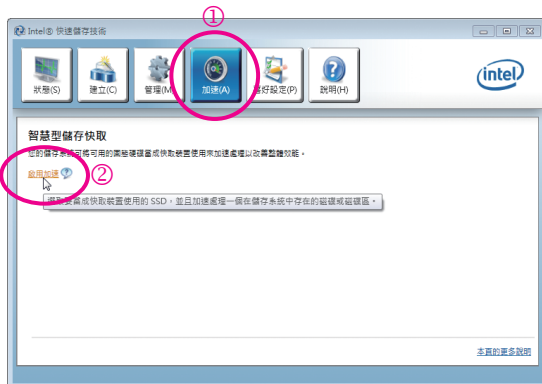 ①
Intel® 快速儲存技術
狀態(S) 建立(C) 管理(M 加速(A) 好設定(P) 說明(H)
intel
智慧型儲存快取
您的儲存系統可將可用的固態硬碟當成快取裝置使用來加速處理以改善整體效能。
啟用加速 ②
選取要當成快取裝置使用的 SSD，並且加速處理一個在儲存系統中存在的磁碟或磁碟區。
本頁的更多說明